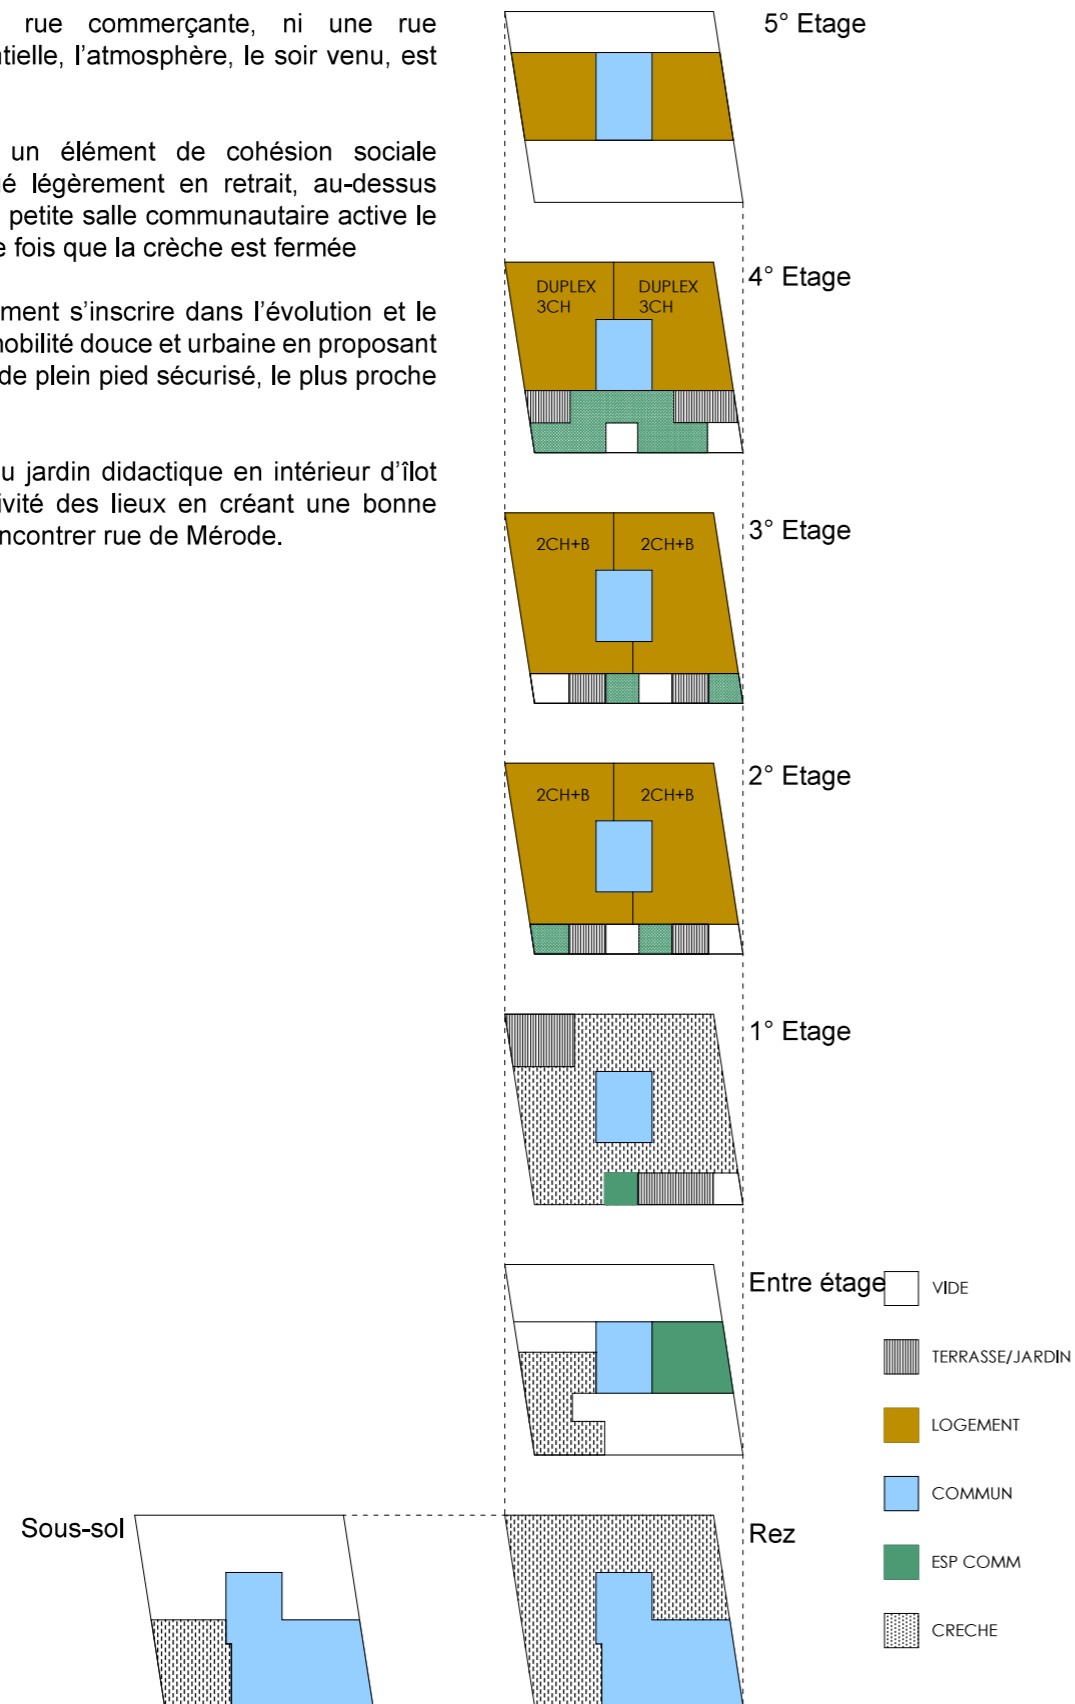 rue commerçante, ni une rue
ntielle, l'atmosphère, le soir venu, est
un élément de cohésion sociale
é légèrement en retrait, au-dessus
petite salle communautaire active le
e fois que la crèche est fermée
ment s'inscrire dans l'évolution et le
mobilité douce et urbaine en proposant
de plein pied sécurisé, le plus proche
u jardin didactique en intérieur d'îlot
ivité des lieux en créant une bonne
encontrer rue de Mérode.
5° Etage
4° Etage
DUPLEX 3CH
DUPLEX 3CH
3° Etage
2CH+B
2CH+B
2° Etage
2CH+B
2CH+B
1° Etage
Entre étage
Sous-sol
Rez
VIDE
TERRASSE/JARDIN
LOGEMENT
COMMUN
ESP COMM
CRECHE